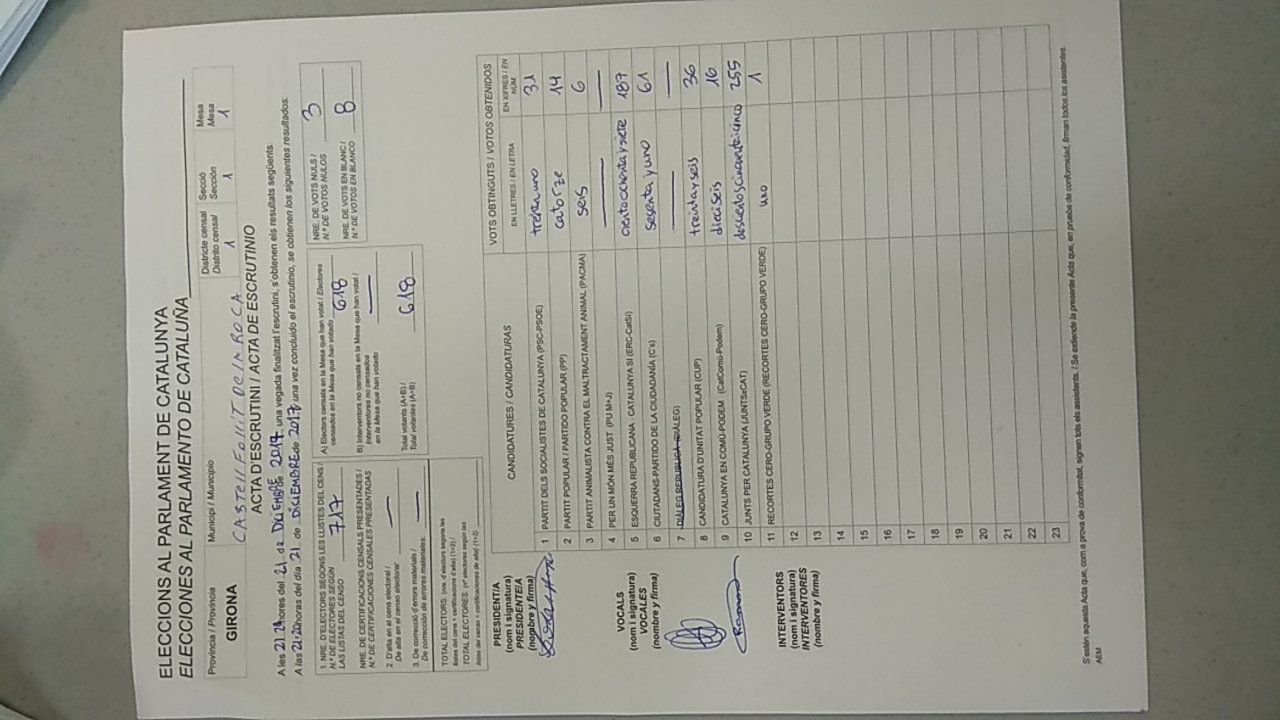 ELECCIONS AL PARLAMENT DE CATALUNYA
ELECCIONES AL PARLAMENTO DE CATALUÑA
Província / Provincia Municipi / Municipio Districte censal Secció Mesa
Distrito censal Sección Mesa
GIRONA CASTellFollIT De lA ROCA 1 1 1
ACTA D'ESCRUTINI / ACTA DE ESCRUTINIO
A les hores del 21 de DICIEMBRE de 2017, una vegada finalitzat l'escrutini, s'obtenen els resultats següents.
A las horas del día 21 de DICIEMBRE de 2017, una vez concluido el escrutinio, se obtienen los siguientes resultados:
1. NRE. D'ELECTORS SEGONS LES LLISTES DEL CENS /
N.º DE ELECTORES SEGÚN
LAS LISTAS DEL CENSO 717
NRE. DE CERTIFICACIONS CENSALS PRESENTADES /
N.º DE CERTIFICACIONES CENSALES PRESENTADAS
2. D'alta en el cens electoral /
De alta en el censo electoral: —
3. De correcció d'errors materials /
De corrección de errores materiales: —
TOTAL ELECTORS: (nre. d'electors segons les
llistes del cens + certificacions d'alta) (1+2) /
TOTAL ELECTORES: (nº electores según las
listas del censo + certificaciones de alta) (1+2)
A) Electors censats en la Mesa que han votat / Electores
censados en la Mesa que han votado 618
B) Interventors no censats en la Mesa que han votat /
Interventores no censados
en la Mesa que han votado —
Total votants (A+B) /
Total votantes (A+B) 618
NRE. DE VOTS NULS /
N.º DE VOTOS NULOS 3
NRE. DE VOTS EN BLANC /
N.º DE VOTOS EN BLANCO 8
PRESIDENT/A
(nom i signatura)
PRESIDENTE/A
(nombre y firma)
VOCALS
(nom i signatura)
VOCALES
(nombre y firma)
INTERVENTORS
(nom i signatura)
INTERVENTORES
(nombre y firma)
CANDIDATURES / CANDIDATURAS VOTS OBTINGUTS / VOTOS OBTENIDOS
EN LLETRES / EN LETRA EN XIFRES / EN NÚM.
1 PARTIT DELS SOCIALISTES DE CATALUNYA (PSC-PSOE) 31
2 PARTIT POPULAR / PARTIDO POPULAR (PP) catorze 14
3 PARTIT ANIMALISTA CONTRA EL MALTRACTAMENT ANIMAL (PACMA) seis 6
4 PER UN MÓN MÉS JUST (PU M+J) — —
5 ESQUERRA REPUBLICANA - CATALUNYA SÍ (ERC-CatSí) ciento ochenta y siete 187
6 CIUTADANS-PARTIDO DE LA CIUDADANÍA (C's) sesenta y uno 61
7 DIÀLEG REPUBLICÀ (DIÀLEG) — —
8 CANDIDATURA D'UNITAT POPULAR (CUP) treinta y seis 36
9 CATALUNYA EN COMÚ-PODEM (CatComú-Podem) dieciseis 16
10 JUNTS PER CATALUNYA (JUNTSxCAT) doscientos cincuenta cinco 255
11 RECORTES CERO-GRUPO VERDE (RECORTES CERO-GRUPO VERDE) uno 1
12
13
14
15
16
17
18
19
20
21
22
23
S'estén aquesta Acta que, com a prova de conformitat, signen tots els assistents. / Se extiende la presente Acta que, en prueba de conformidad, firman todos los asistentes.
AEM